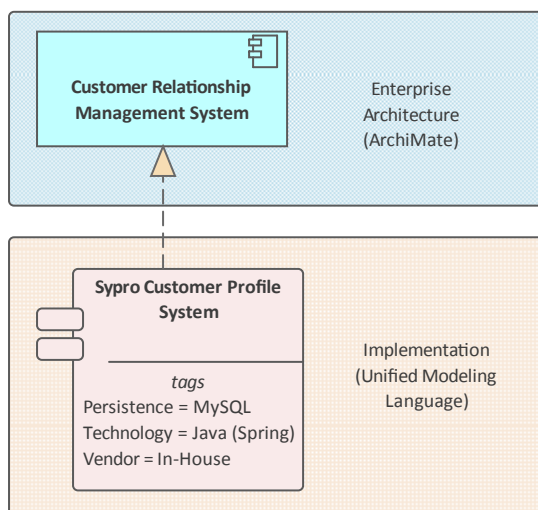 Customer Relationship
Management System
Enterprise
Architecture
(ArchiMate)
Sypro Customer Profile
System
tags
Persistence = MySQL
Technology = Java (Spring)
Vendor = In-House
Implementation
(Unified Modeling
Language)